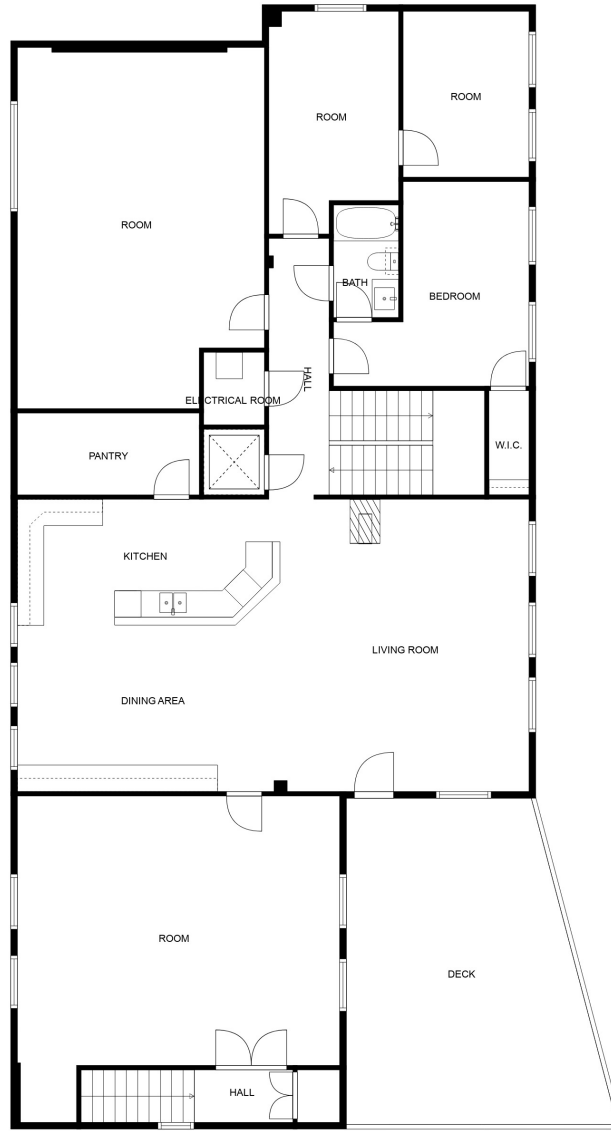 ROOM
ROOM
ROOM
BATH
BEDROOM
HALL
ELECTRICAL ROOM
W.I.C.
PANTRY
KITCHEN
LIVING ROOM
DINING AREA
ROOM
DECK
HALL